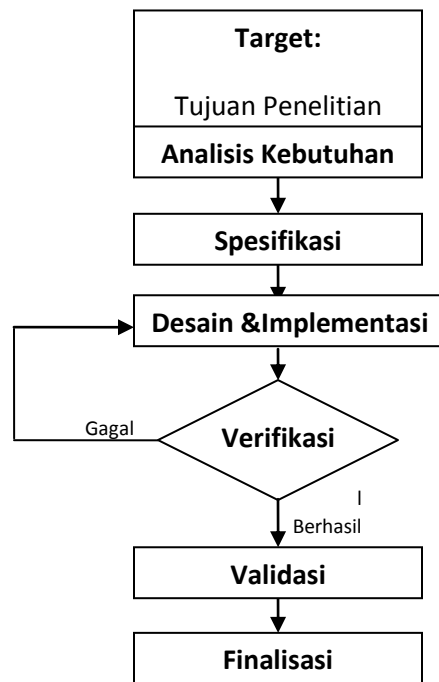 Target:
Tujuan Penelitian
Analisis Kebutuhan
Spesifikasi
Desain &Implementasi
Verifikasi
Gagal
l
Berhasil
Validasi
Finalisasi